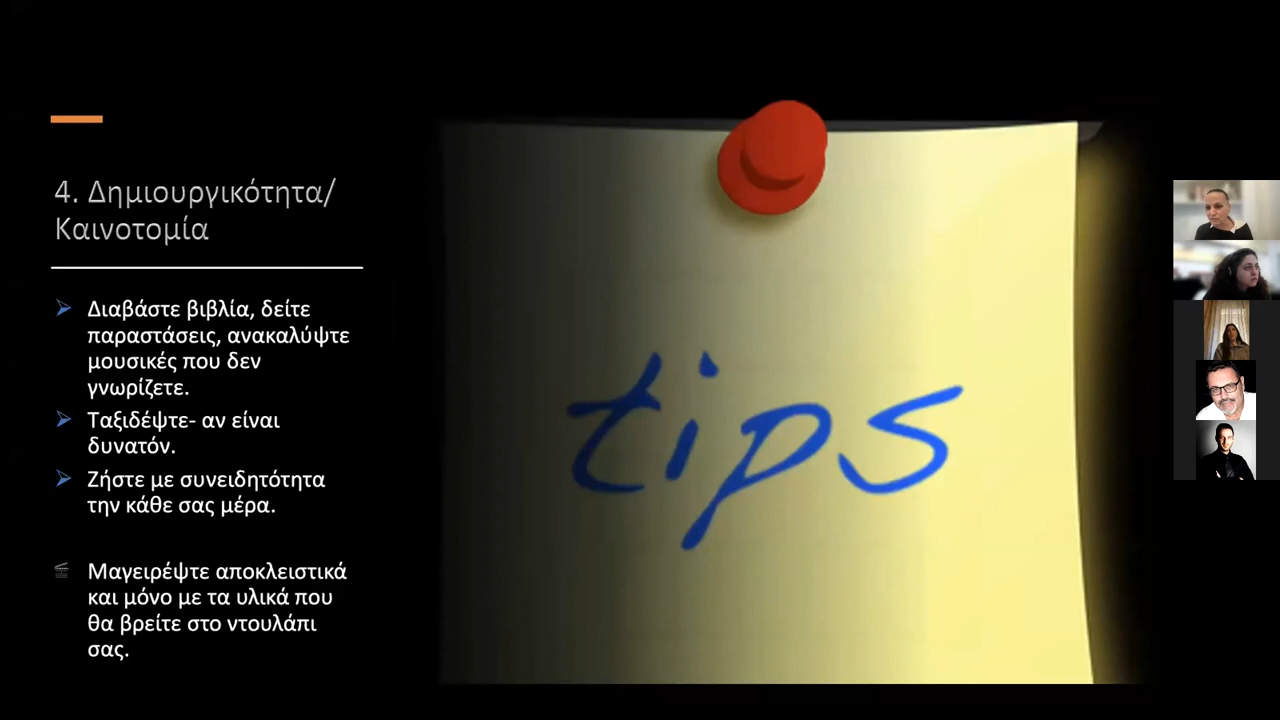 4. Δημιουργικότητα/
Καινοτομία
Διαβάστε βιβλία, δείτε
παραστάσεις, ανακαλύψτε
μουσικές που δεν
γνωρίζετε.
Ταξιδέψτε- αν είναι
δυνατόν.
Ζήστε με συνειδητότητα
την κάθε σας μέρα.
Μαγειρέψτε αποκλειστικά
και μόνο με τα υλικά που
θα βρείτε στο ντουλάπι
σας.
tips